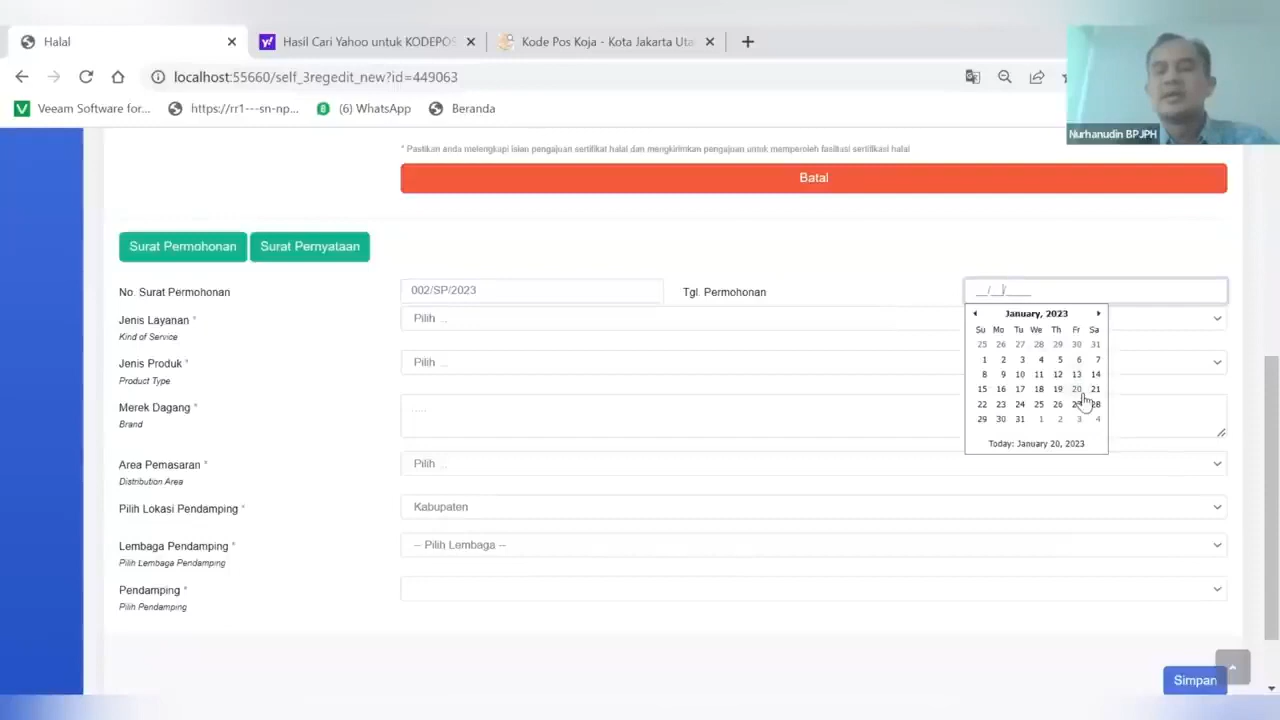 Halal
Hasil Cari Yahoo untuk KODEPOS
Kode Pos Koja - Kota Jakarta Uta
localhost:55660/self_3regedit_new?id=449063
Veeam Software for...
https://rr1---sn-np...
(6) WhatsApp
Beranda
Nurhanudin BPJPH
* Pastikan anda melengkapi isian pengajuan sertifikat halal dan mengkirimkan pengajuan untuk memperoleh fasilitasi sertifikasi halal
Batal
Surat Permohonan
Surat Pernyataan
No. Surat Permohonan
002/SP/2023
Tgl. Permohonan
__/__/____
Jenis Layanan *
Kind of Service
Pilih ...
Jenis Produk *
Product Type
Pilih ...
Merek Dagang *
Brand
.....
Area Pemasaran *
Distribution Area
Pilih ...
Pilih Lokasi Pendamping *
Kabupaten
Lembaga Pendamping *
Pilih Lembaga Pendamping
-- Pilih Lembaga --
Pendamping *
Pilih Pendamping
January, 2023
Su Mo Tu We Th Fr Sa
25 26 27 28 29 30 31
1 2 3 4 5 6 7
8 9 10 11 12 13 14
15 16 17 18 19 20 21
22 23 24 25 26 27 28
29 30 31 1 2 3 4
Today: January 20, 2023
Simpan